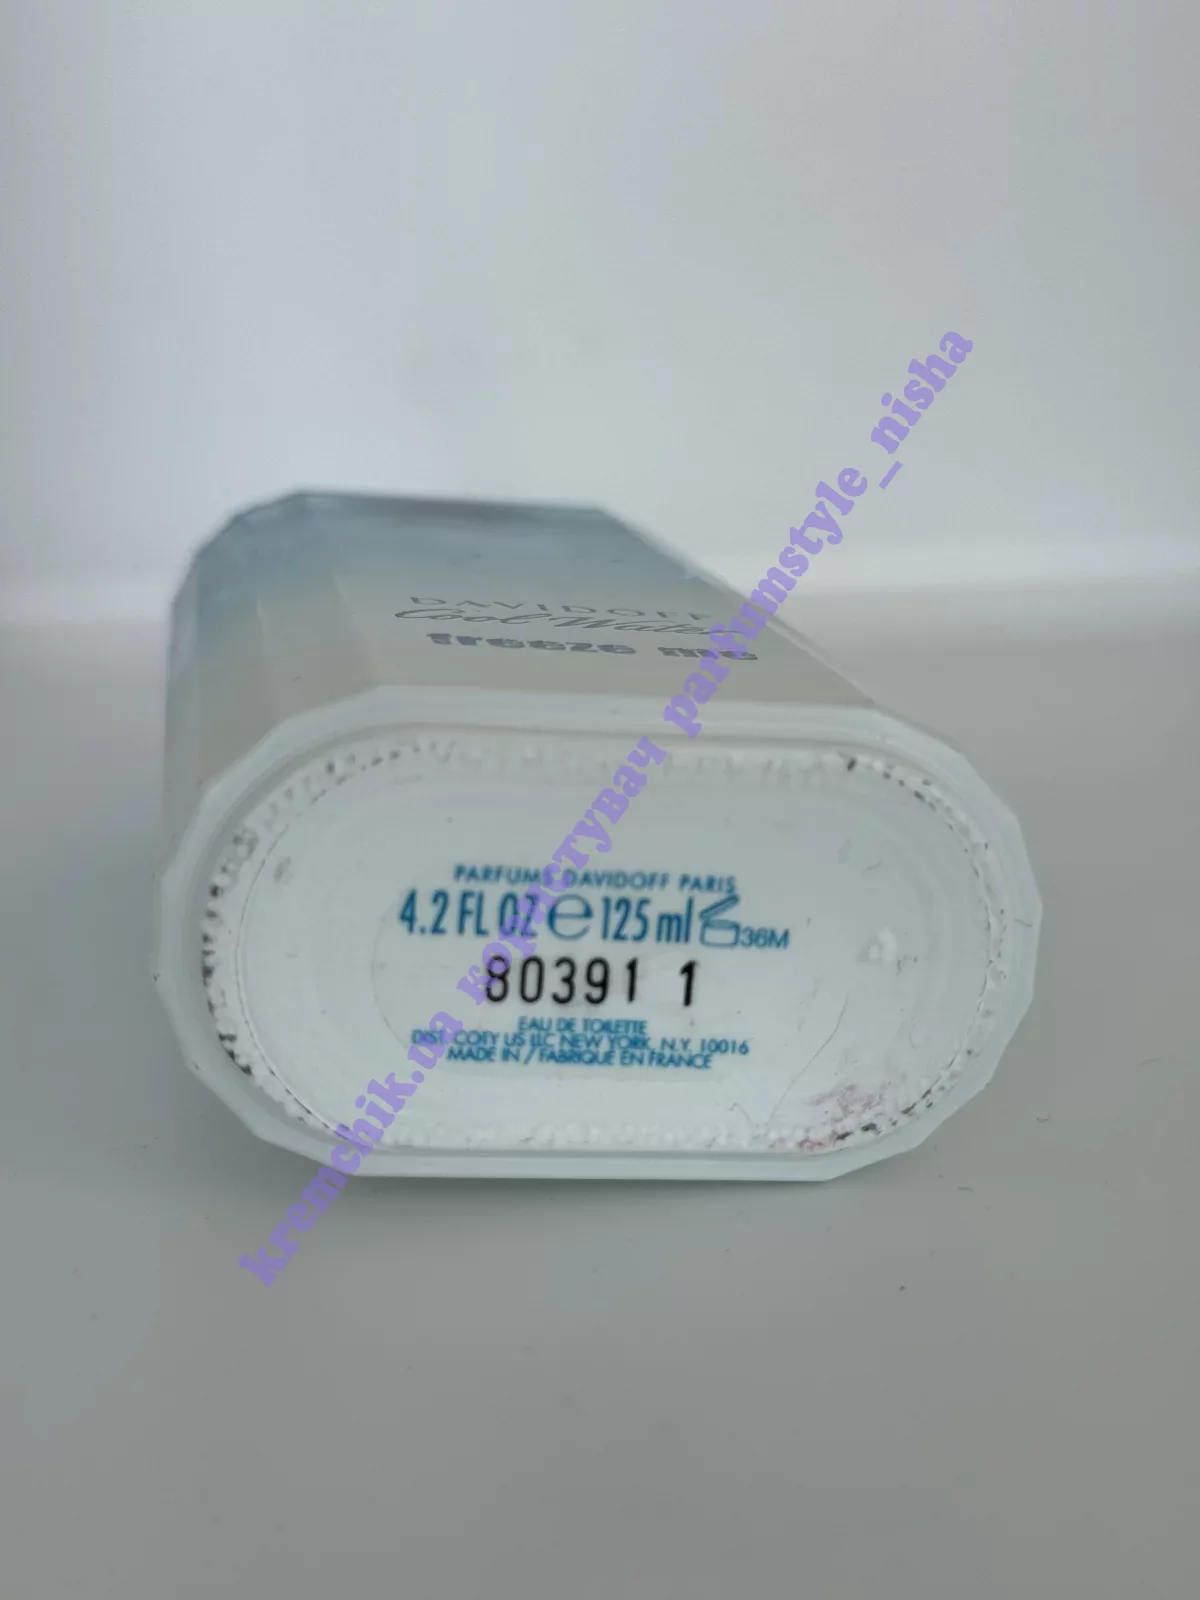 DAVIDOFF
Cool Water
freeze me
PARFUMS DAVIDOFF PARIS
4.2 FL OZ e 125 ml 36M
80391 1
EAU DE TOILETTE
DIST. COTY US LLC NEW YORK, N.Y. 10016
MADE IN / FABRIQUÉ EN FRANCE
kremchik.ua користувач parfumstyle_nisha